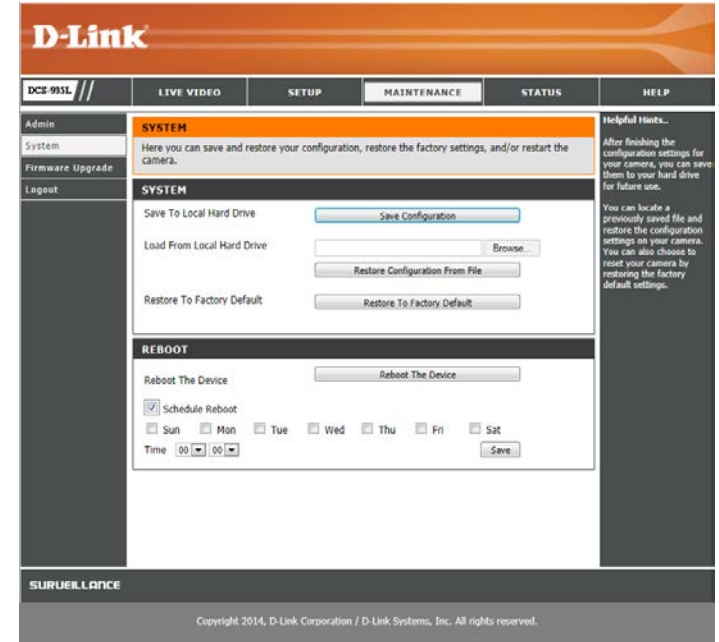 D-Link
DCS-935L // LIVE VIDEO SETUP MAINTENANCE STATUS HELP
Admin
System
Firmware Upgrade
Logout
SYSTEM
Here you can save and restore your configuration, restore the factory settings, and/or restart the
camera.
SYSTEM
Save To Local Hard Drive Save Configuration
Load From Local Hard Drive Browse...
Restore Configuration From File
Restore To Factory Default Restore To Factory Default
REBOOT
Reboot The Device Reboot The Device
Schedule Reboot
Sun Mon Tue Wed Thu Fri Sat
Time 00 00 Save
Helpful Hints..
After finishing the
configuration settings for
your camera, you can save
them to your hard drive
for future use.
You can locate a
previously saved file and
restore the configuration
settings on your camera.
You can also choose to
reset your camera by
restoring the factory
default settings.
SURVEILLANCE
Copyright 2014, D-Link Corporation / D-Link Systems, Inc. All rights reserved.